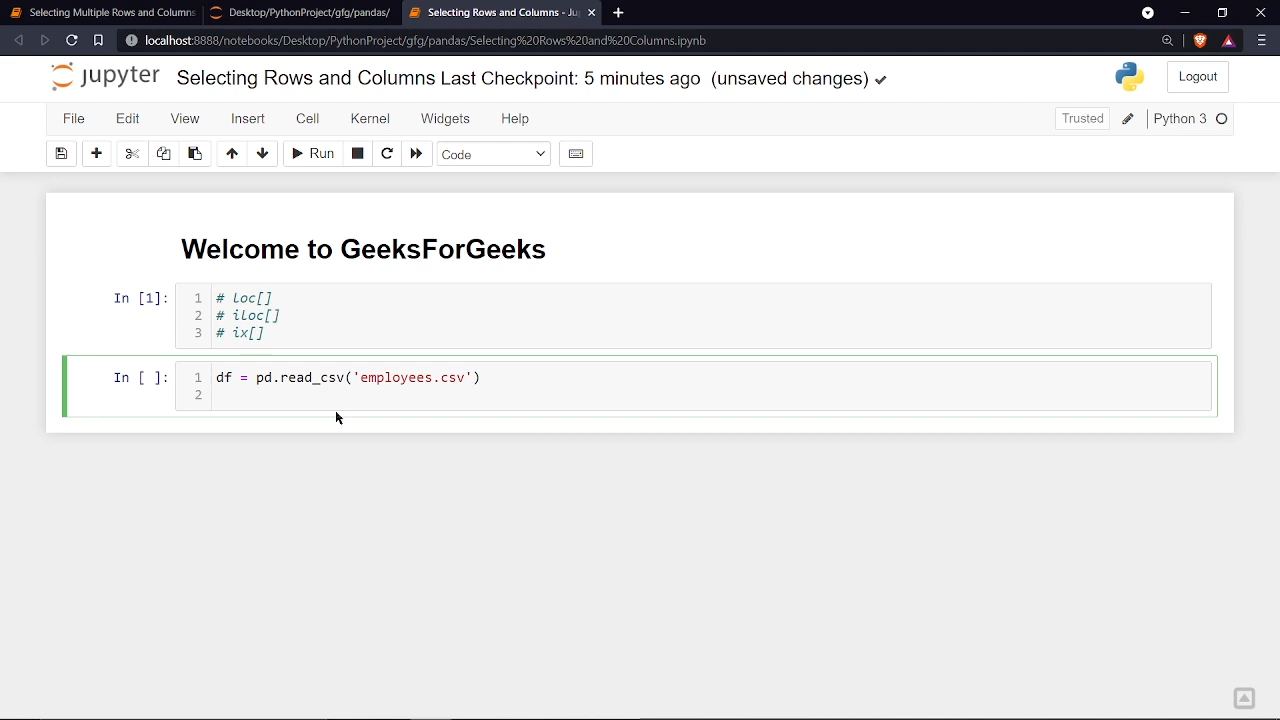 Selecting Multiple Rows and Columns
Desktop/PythonProject/gfg/pandas/
Selecting Rows and Columns - Ju
localhost:8888/notebooks/Desktop/PythonProject/gfg/pandas/Selecting%20Rows%20and%20Columns.ipynb
jupyter Selecting Rows and Columns Last Checkpoint: 5 minutes ago (unsaved changes) Logout
File Edit View Insert Cell Kernel Widgets Help Trusted Python 3
Run Code
Welcome to GeeksForGeeks
In [1]: 1 # loc[]
2 # iloc[]
3 # ix[]
In [ ]: 1 df = pd.read_csv('employees.csv')
2